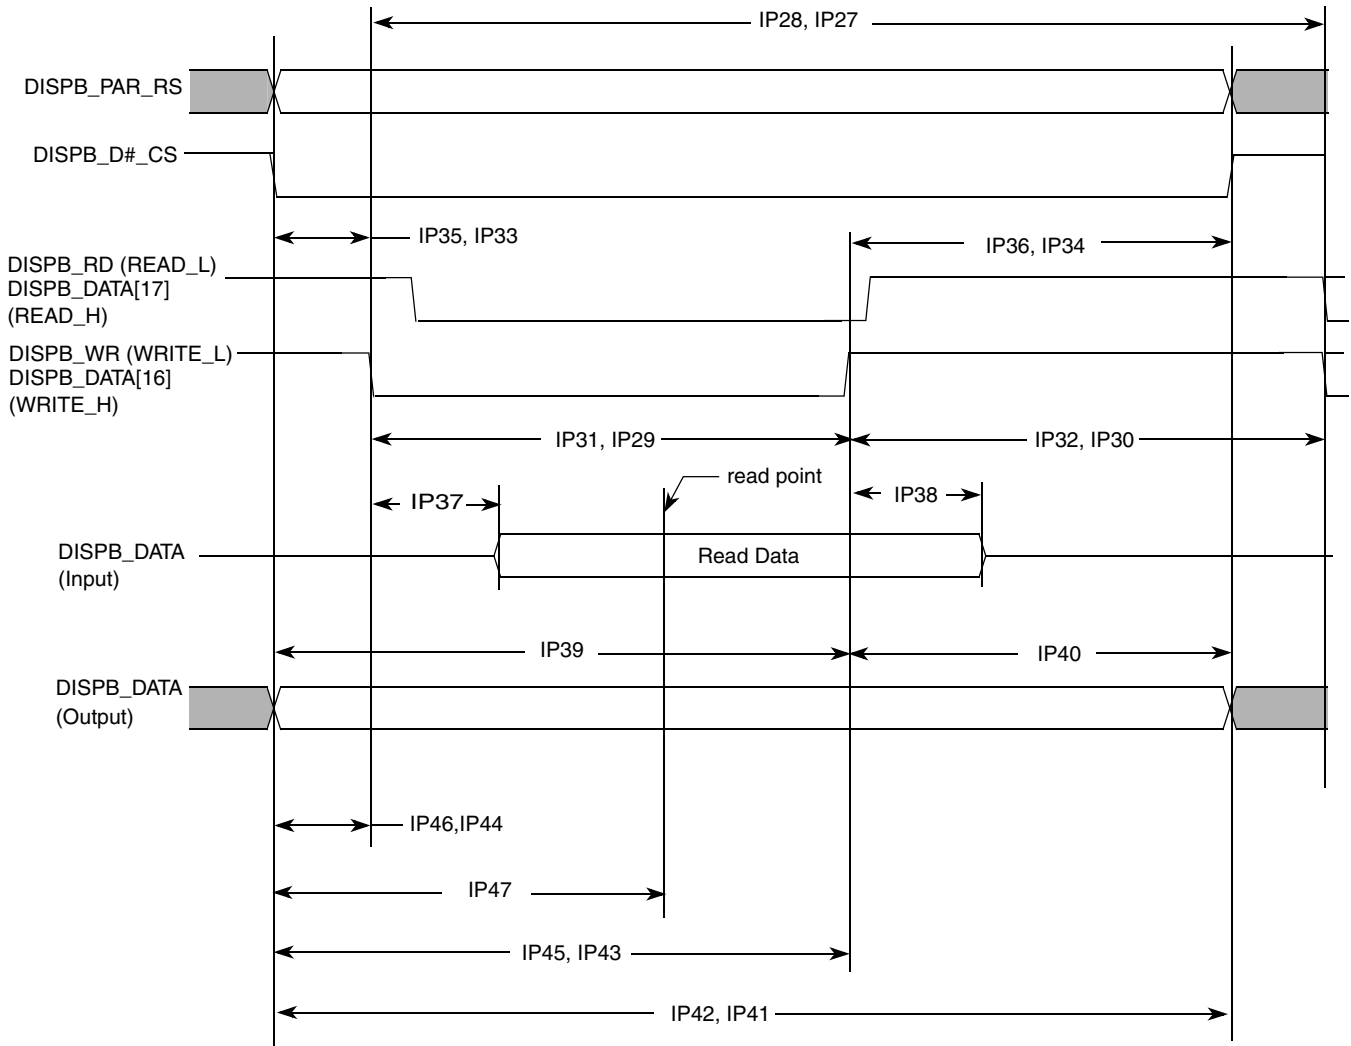 IP28, IP27
DISPB_PAR_RS
DISPB_D#_CS
IP35, IP33
IP36, IP34
DISPB_RD (READ_L)
DISPB_DATA[17]
(READ_H)
DISPB_WR (WRITE_L)
DISPB_DATA[16]
(WRITE_H)
IP31, IP29
IP32, IP30
read point
IP37
IP38
DISPB_DATA
(Input)
Read Data
IP39
IP40
DISPB_DATA
(Output)
IP46,IP44
IP47
IP45, IP43
IP42, IP41